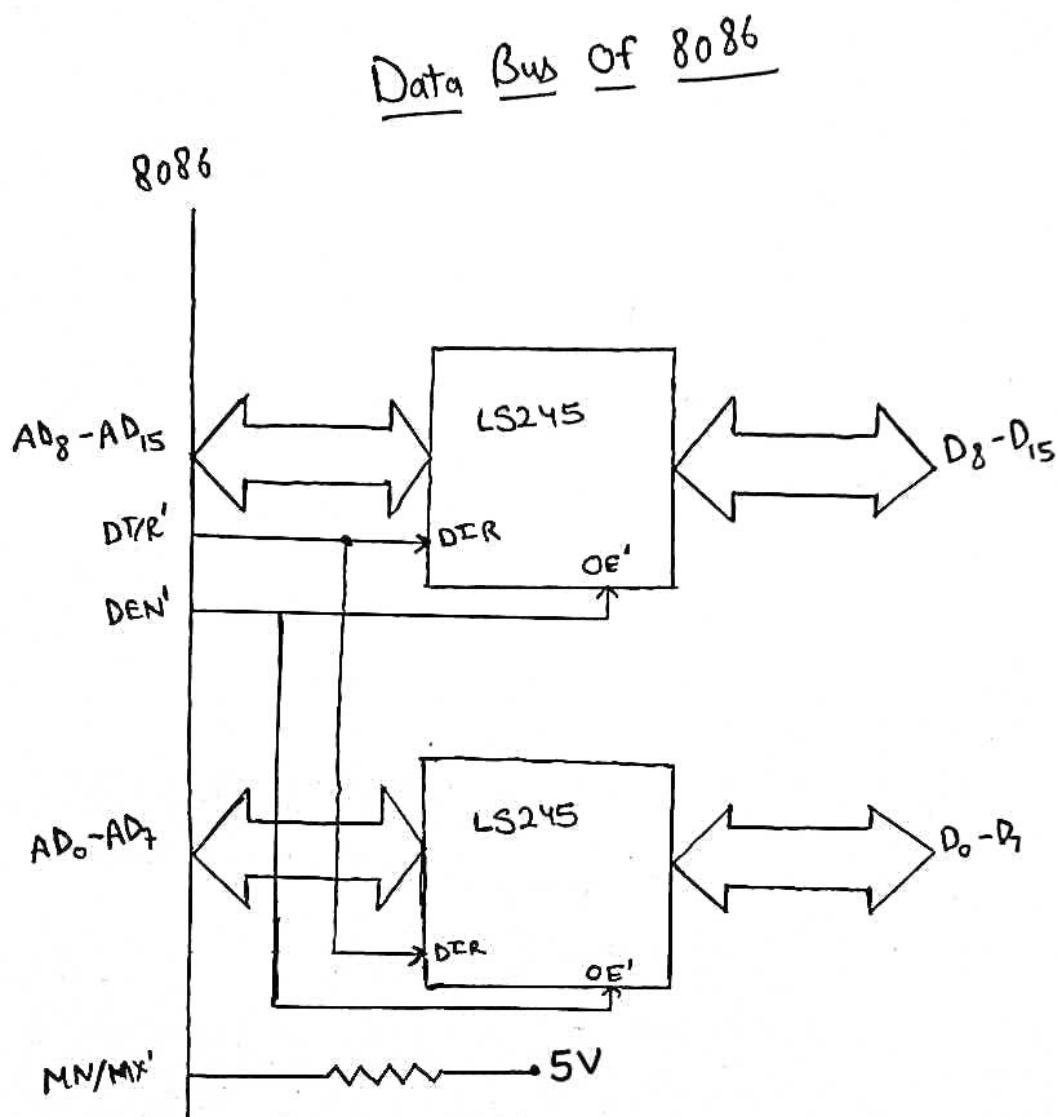 Data Bus Of 8086
8086
LS245
AD8-AD15
D8-D15
DT/R'
DIR
OE'
DEN'
LS245
AD0-AD7
D0-D7
DIR
OE'
MN/MX'
5V